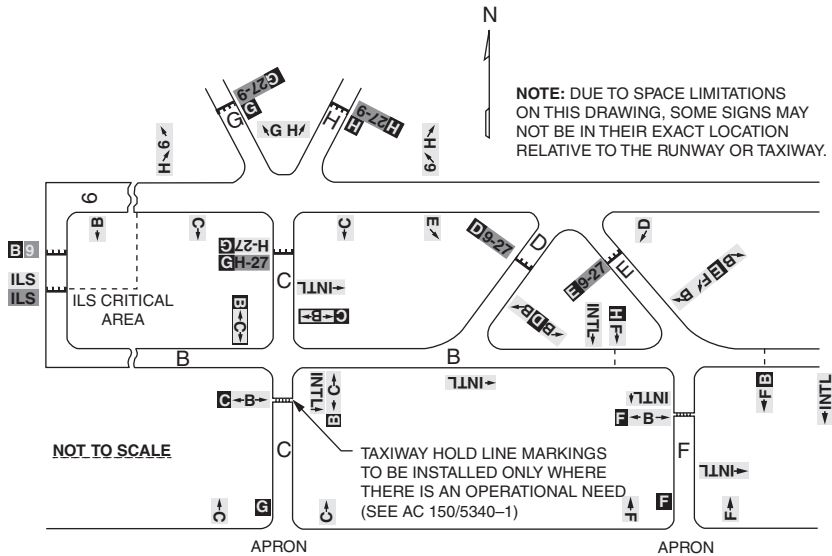 N
NOTE: DUE TO SPACE LIMITATIONS
ON THIS DRAWING, SOME SIGNS MAY
NOT BE IN THEIR EXACT LOCATION
RELATIVE TO THE RUNWAY OR TAXIWAY.
G 27-9
G
G
↖G H↗
H
H 27-9
H
H↘9↗
↗H↗9
9
B
↓
C
↓
C
↓
E↘
D 9-27
D
E 9-27
E
↙D
B 9
ILS
ILS
ILS CRITICAL
AREA
G H-27
G H-27
C
INTL→
←B→C
B
←C→
↖B D B↗
INTL→
H F→
↖B E F↗ B↗
B
B
INTL→
C ←B→
INTL→
←C→
B
INTL→
F ←B→
F B
↓
←INTL
NOT TO SCALE
C
TAXIWAY HOLD LINE MARKINGS
TO BE INSTALLED ONLY WHERE
THERE IS AN OPERATIONAL NEED
(SEE AC 150/5340–1)
F
INTL→
C
G
C
F
F
F
APRON
APRON